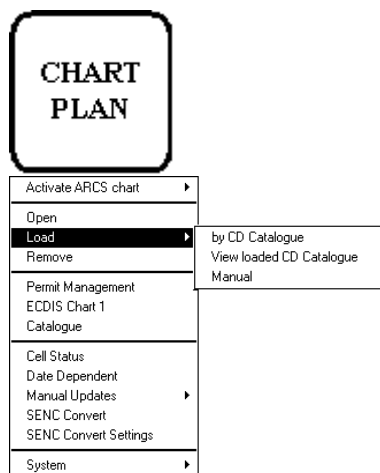 CHART
PLAN
Activate ARCS chart
Open
Load
Remove
Permit Management
ECDIS Chart 1
Catalogue
Cell Status
Date Dependent
Manual Updates
SENC Convert
SENC Convert Settings
System
by CD Catalogue
View loaded CD Catalogue
Manual